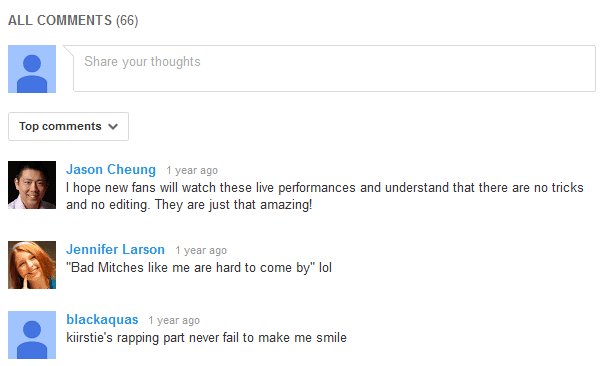 ALL COMMENTS (66)
Share your thoughts
Top comments
Jason Cheung 1 year ago
I hope new fans will watch these live performances and understand that there are no tricks
and no editing. They are just that amazing!
Jennifer Larson 1 year ago
"Bad Mitches like me are hard to come by" lol
blackaquas 1 year ago
kiirstie's rapping part never fail to make me smile